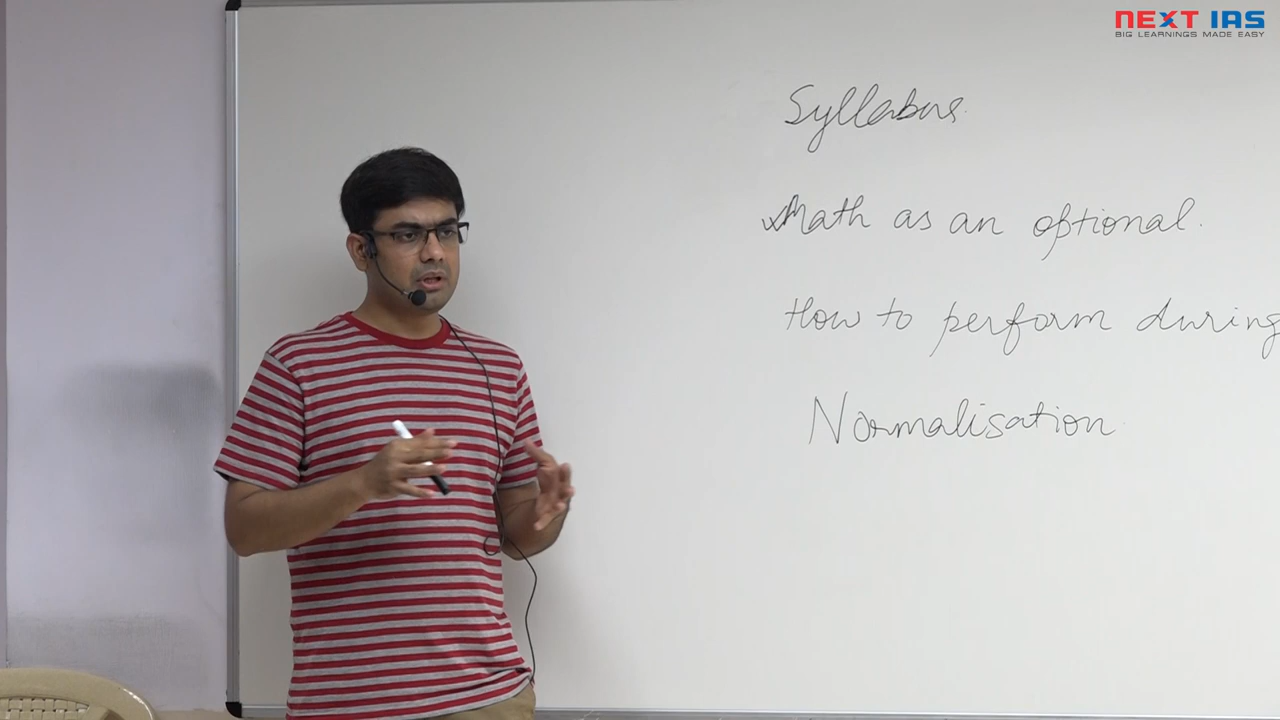 NEXT IAS
BIG LEARNINGS MADE EASY
Syllabus
Math as an optional.
How to perform during
Normalisation